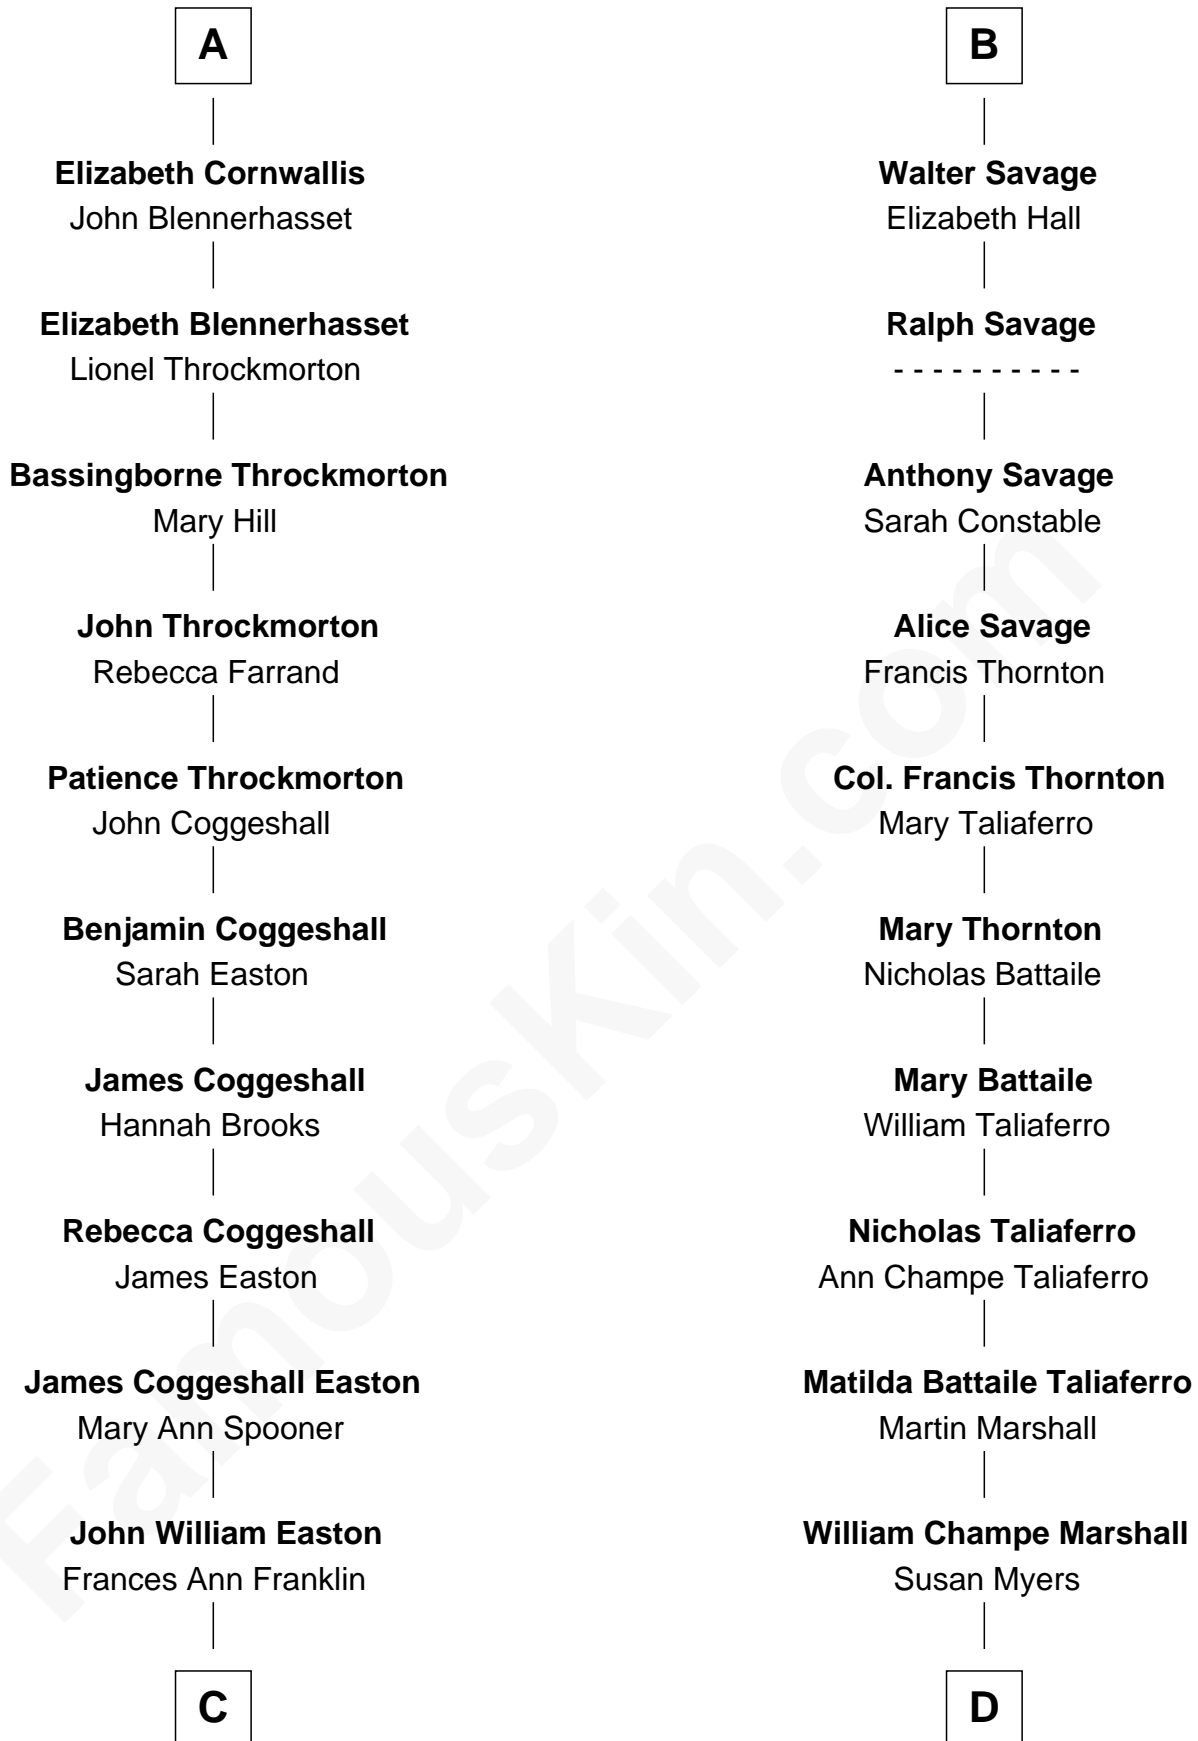 A
Elizabeth Cornwallis
John Blennerhasset
Elizabeth Blennerhasset
Lionel Throckmorton
Bassingborne Throckmorton
Mary Hill
John Throckmorton
Rebecca Farrand
Patience Throckmorton
John Coggeshall
Benjamin Coggeshall
Sarah Easton
James Coggeshall
Hannah Brooks
Rebecca Coggeshall
James Easton
James Coggeshall Easton
Mary Ann Spooner
John William Easton
Frances Ann Franklin
C
B
Walter Savage
Elizabeth Hall
Ralph Savage
- - - - - - - - - -
Anthony Savage
Sarah Constable
Alice Savage
Francis Thornton
Col. Francis Thornton
Mary Taliaferro
Mary Thornton
Nicholas Battaile
Mary Battaile
William Taliaferro
Nicholas Taliaferro
Ann Champe Taliaferro
Matilda Battaile Taliaferro
Martin Marshall
William Champe Marshall
Susan Myers
D
FamousKin.com